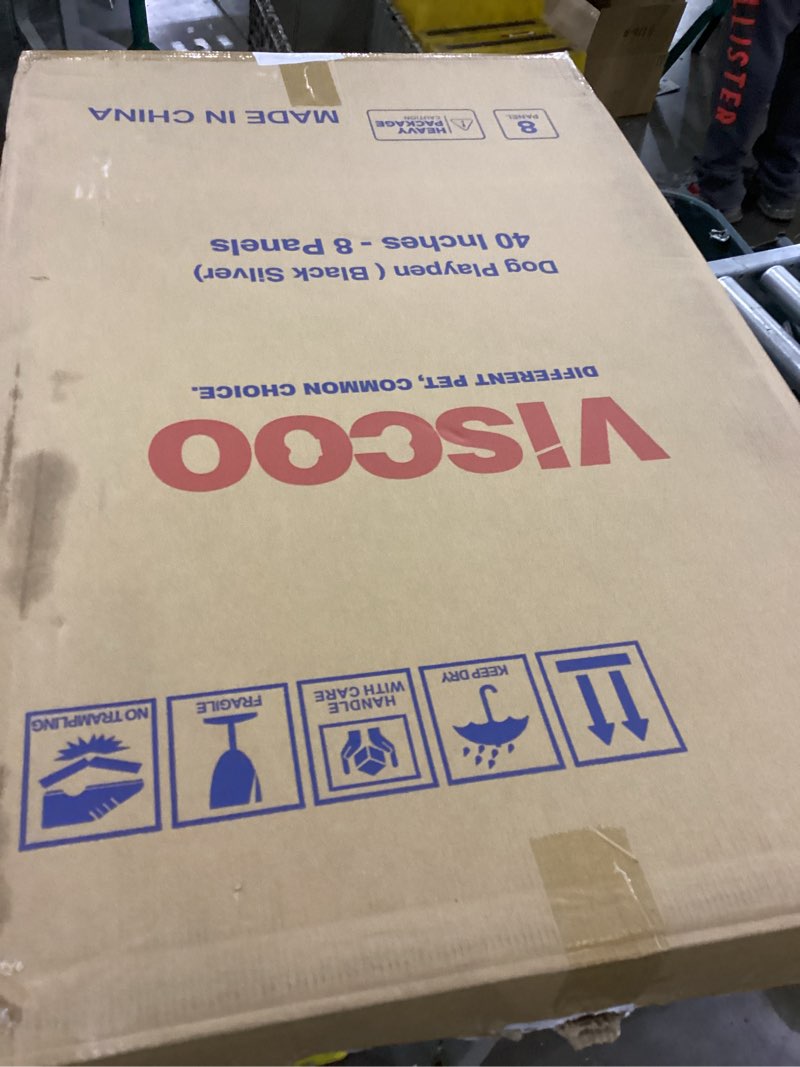 NO TRAMPLING
FRAGILE
HANDLE
WITH CARE
KEEP DRY
VISCOO
DIFFERENT PET, COMMON CHOICE.
Dog Playpen ( Black Silver)
40 Inches - 8 Panels
8
PANEL
HEAVY
PACKAGE
CAUTION
MADE IN CHINA
LLISTER